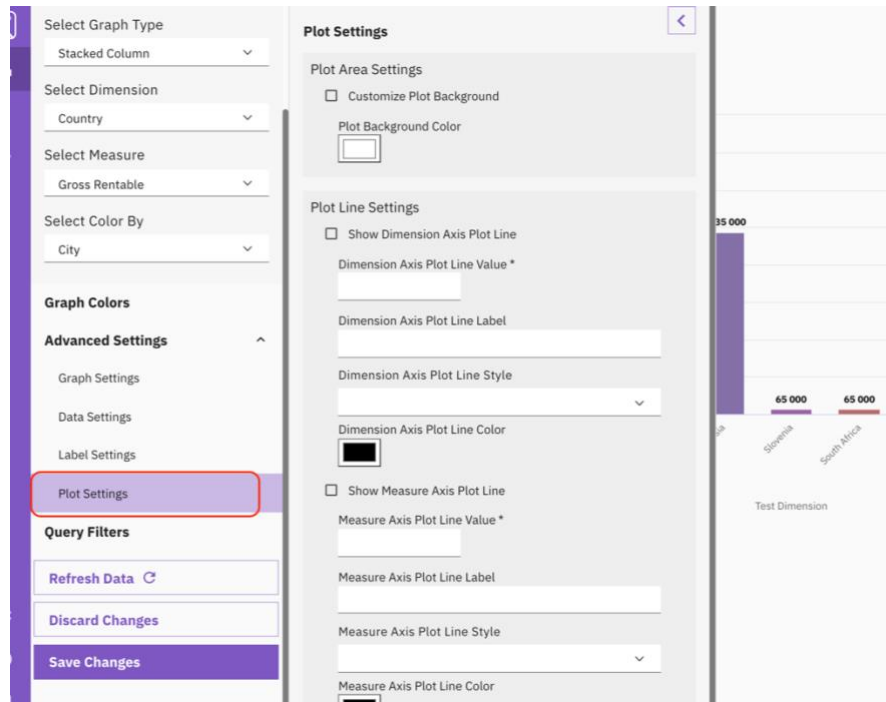 Select Graph Type
Stacked Column
Select Dimension
Country
Select Measure
Gross Rentable
Select Color By
City
Graph Colors
Advanced Settings
Graph Settings
Data Settings
Label Settings
Plot Settings
Query Filters
Refresh Data
Discard Changes
Save Changes
Plot Settings
Plot Area Settings
Customize Plot Background
Plot Background Color
Plot Line Settings
Show Dimension Axis Plot Line
Dimension Axis Plot Line Value *
Dimension Axis Plot Line Label
Dimension Axis Plot Line Style
Dimension Axis Plot Line Color
Show Measure Axis Plot Line
Measure Axis Plot Line Value *
Measure Axis Plot Line Label
Measure Axis Plot Line Style
Measure Axis Plot Line Color
35 000
65 000
65 000
Slovenia
South Africa
Test Dimension